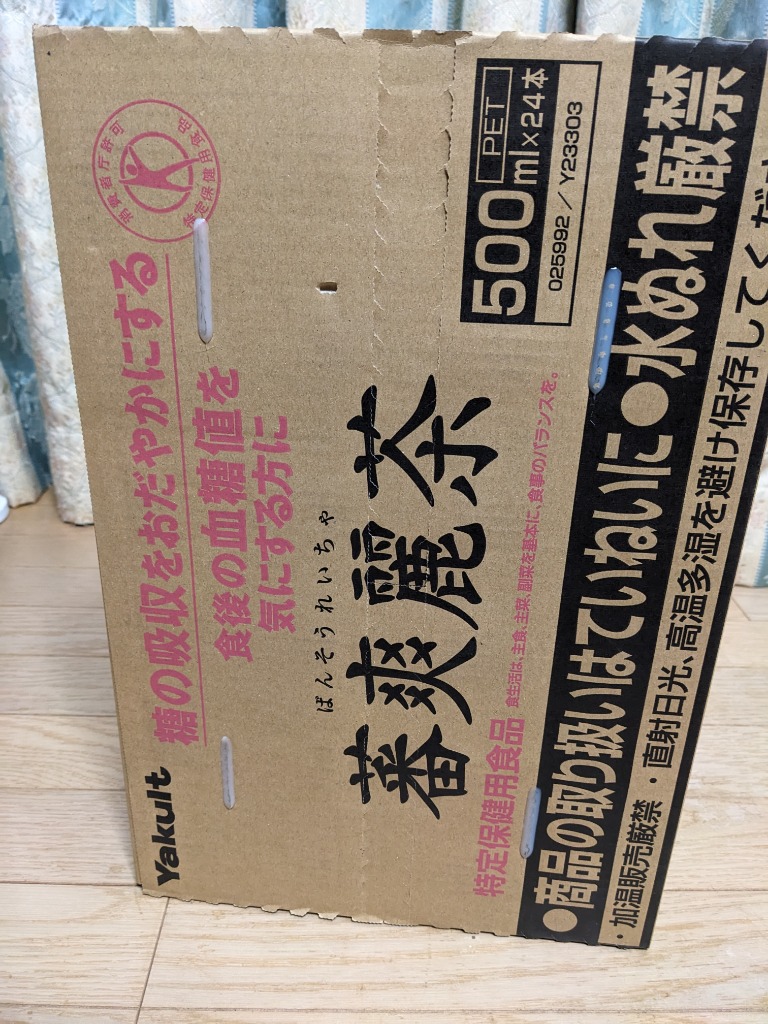 Yakult
消費者庁許可
特定保健用食品
糖の吸収をおだやかにする
食後の血糖値を
気にする方に
ばんそうれいちゃ
蕃爽麗茶
PET
500ml×24本
025992／Y23303
特定保健用食品 食生活は、主食、主菜、副菜を基本に、食事のバランスを。
●商品の取り扱いはていねいに●水ぬれ厳禁
・加温販売厳禁 ・直射日光、高温多湿を避け保存してくだ